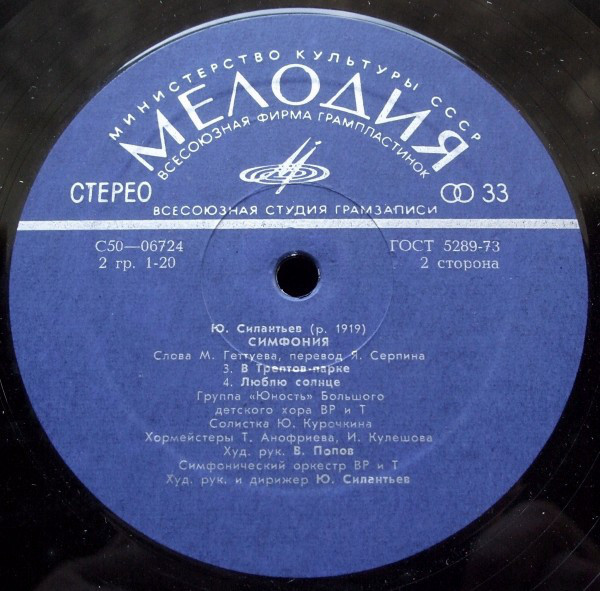 МИНИСТЕРСТВО КУЛЬТУРЫ СССР
МЕЛОДИЯ
ВСЕСОЮЗНАЯ ФИРМА ГРАМПЛАСТИНОК
СТЕРЕО
33
ВСЕСОЮЗНАЯ СТУДИЯ ГРАМЗАПИСИ
С50—06724
ГОСТ 5289-73
2 гр. 1-20
2 сторона
Ю. Силантьев (р. 1919)
СИМФОНИЯ
Слова М. Геттуева, перевод Я. Серпина
3. В Трептов-парке
4. Люблю солнце
Группа «Юность» Большого
детского хора ВР и Т
Солистка Ю. Курочкина
Хормейстеры Т. Анофриева, И. Кулешова
Худ. рук. В. Попов
Симфонический оркестр ВР и Т
Худ. рук. и дирижер Ю. Силантьев